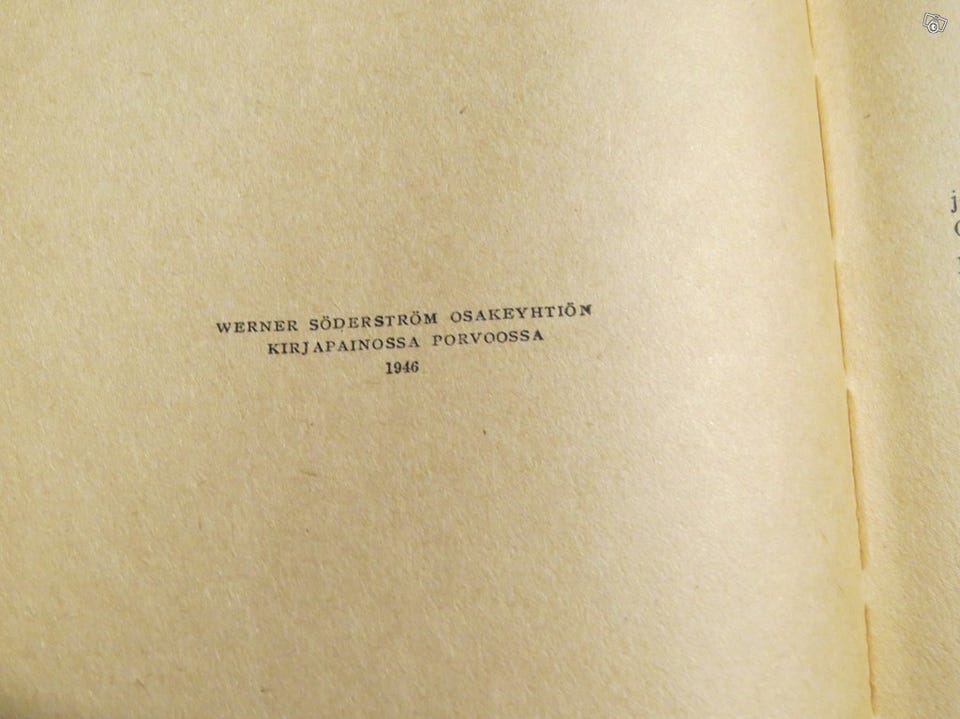 WERNER SÖDERSTRÖM OSAKEYHTIÖN
KIRJAPAINOSSA PORVOOSSA
1946
j